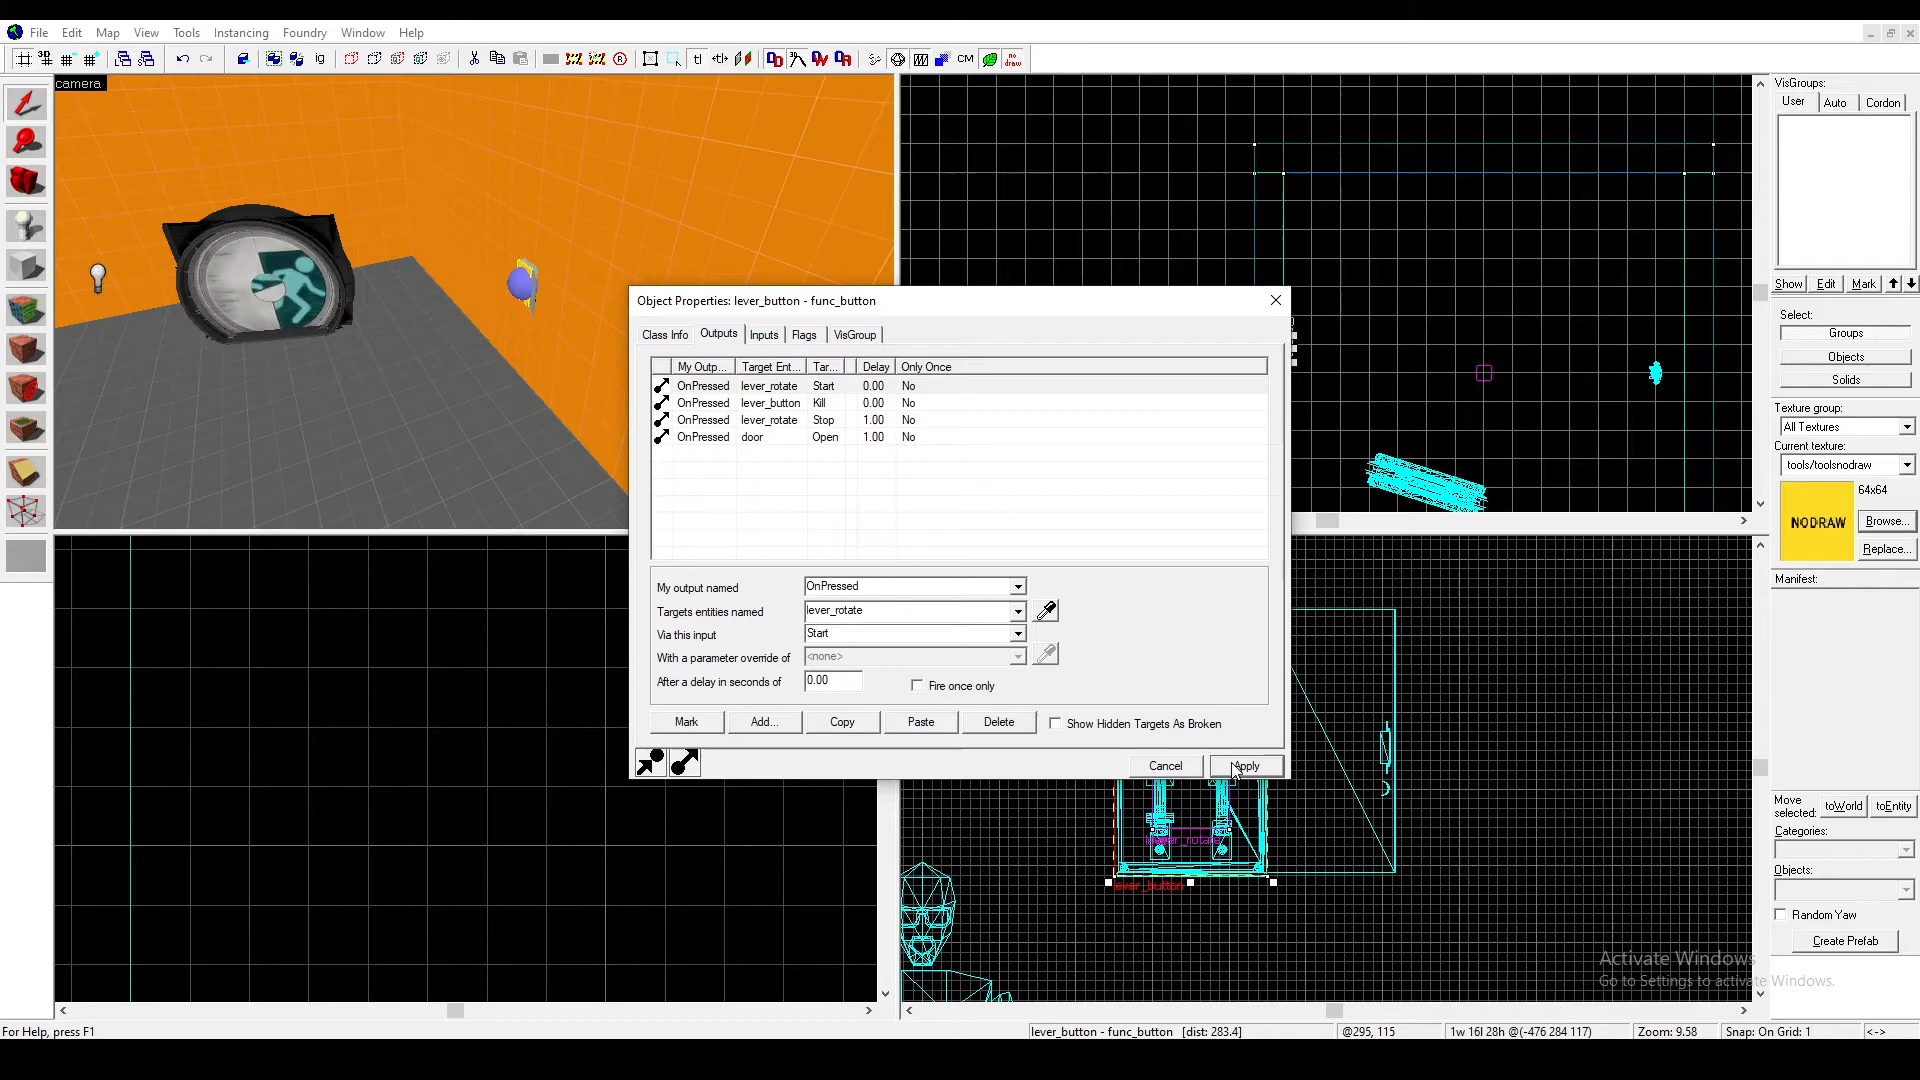 File Edit Map View Tools Instancing Foundry Window Help
3D ig tl CM no draw
camera
VisGroups:
User Auto Cordon
Show Edit Mark
Select:
Groups
Objects
Solids
Texture group:
All Textures
Current texture:
tools/toolsnodraw
64x64
NODRAW
Browse...
Replace...
Manifest:
Object Properties: lever_button - func_button
Class Info Outputs Inputs Flags VisGroup
My Outp... Target Ent... Tar... Delay Only Once
OnPressed lever_rotate Start 0.00 No
OnPressed lever_button Kill 0.00 No
OnPressed lever_rotate Stop 1.00 No
OnPressed door Open 1.00 No
My output named OnPressed
Targets entities named lever_rotate
Via this input Start
With a parameter override of <none>
After a delay in seconds of 0.00 Fire once only
Mark Add... Copy Paste Delete Show Hidden Targets As Broken
Cancel Apply
lever_button
Move selected: toWorld toEntity
Categories:
Objects:
Random Yaw
Create Prefab
Activate Windows
Go to Settings to activate Windows.
For Help, press F1 lever_button - func_button [dist: 283.4] @295, 115 1w 16l 28h @(-476 284 117) Zoom: 9.58 Snap: On Grid: 1 <->